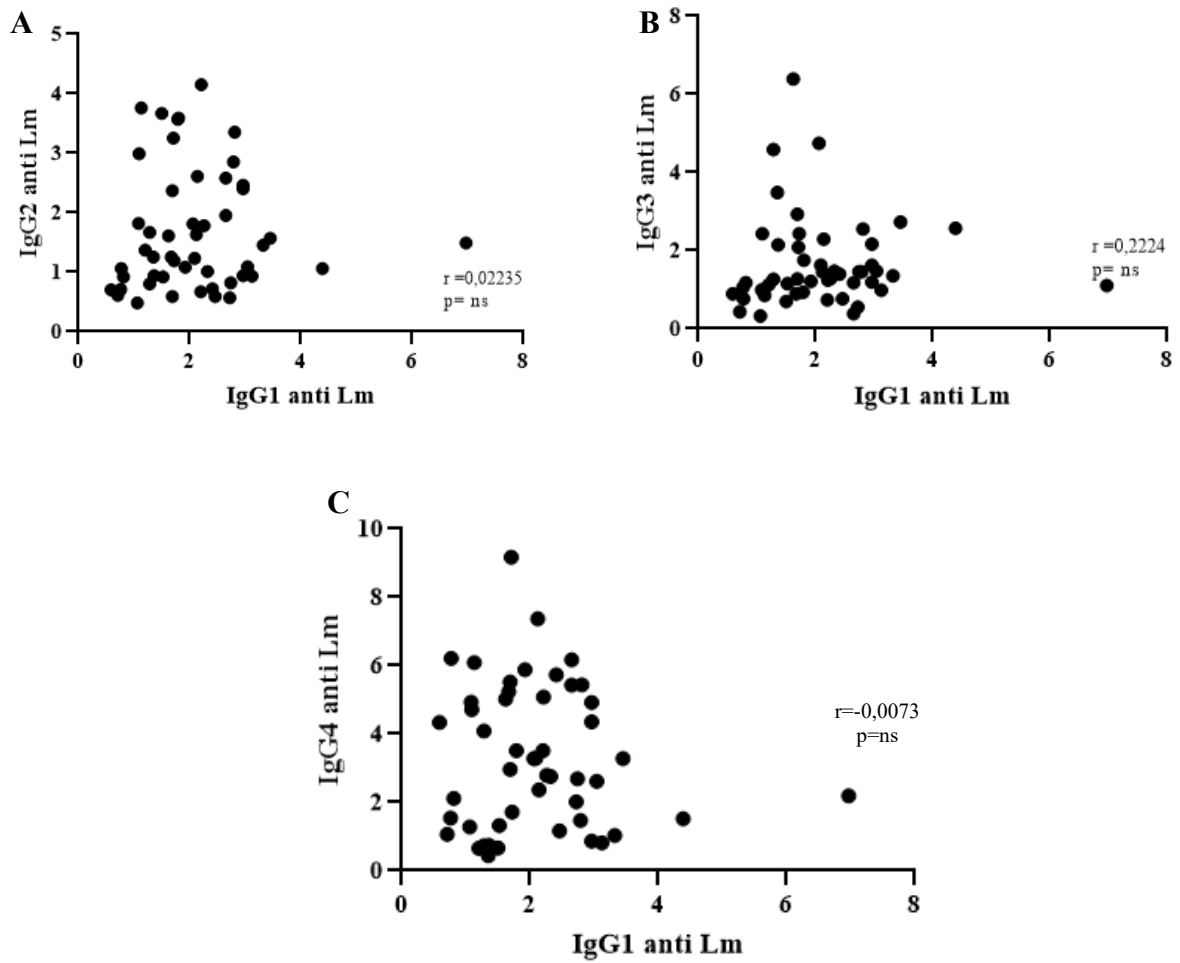 A
5
4
3
2
1
0
IgG2 anti Lm
0 2 4 6 8
IgG1 anti Lm
r =0,02235
p= ns
B
8
6
4
2
0
IgG3 anti Lm
0 2 4 6 8
IgG1 anti Lm
r =0,2224
p= ns
C
10
8
6
4
2
0
IgG4 anti Lm
0 2 4 6 8
IgG1 anti Lm
r=-0,0073
p=ns